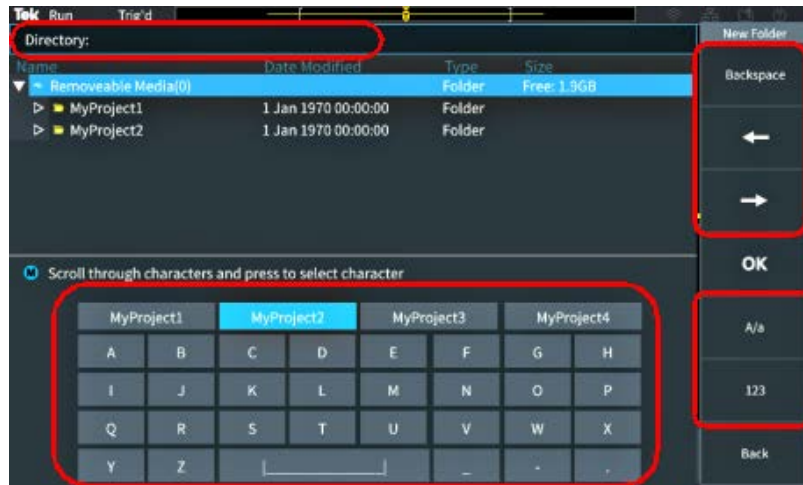 Tek Run Trig'd
Directory:
New Folder
Name Date Modified Type Size
Removeable Media(0) Folder Free: 1.9GB
MyProject1 1 Jan 1970 00:00:00 Folder
MyProject2 1 Jan 1970 00:00:00 Folder
Backspace
OK
A/a
123
Back
M Scroll through characters and press to select character
MyProject1 MyProject2 MyProject3 MyProject4
A B C D E F G H
I J K L M N O P
Q R S T U V W X
Y Z _ - .